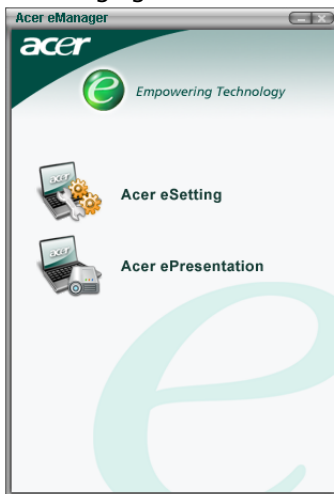 Acer eManager
acer
e Empowering Technology
Acer eSetting
Acer ePresentation
e